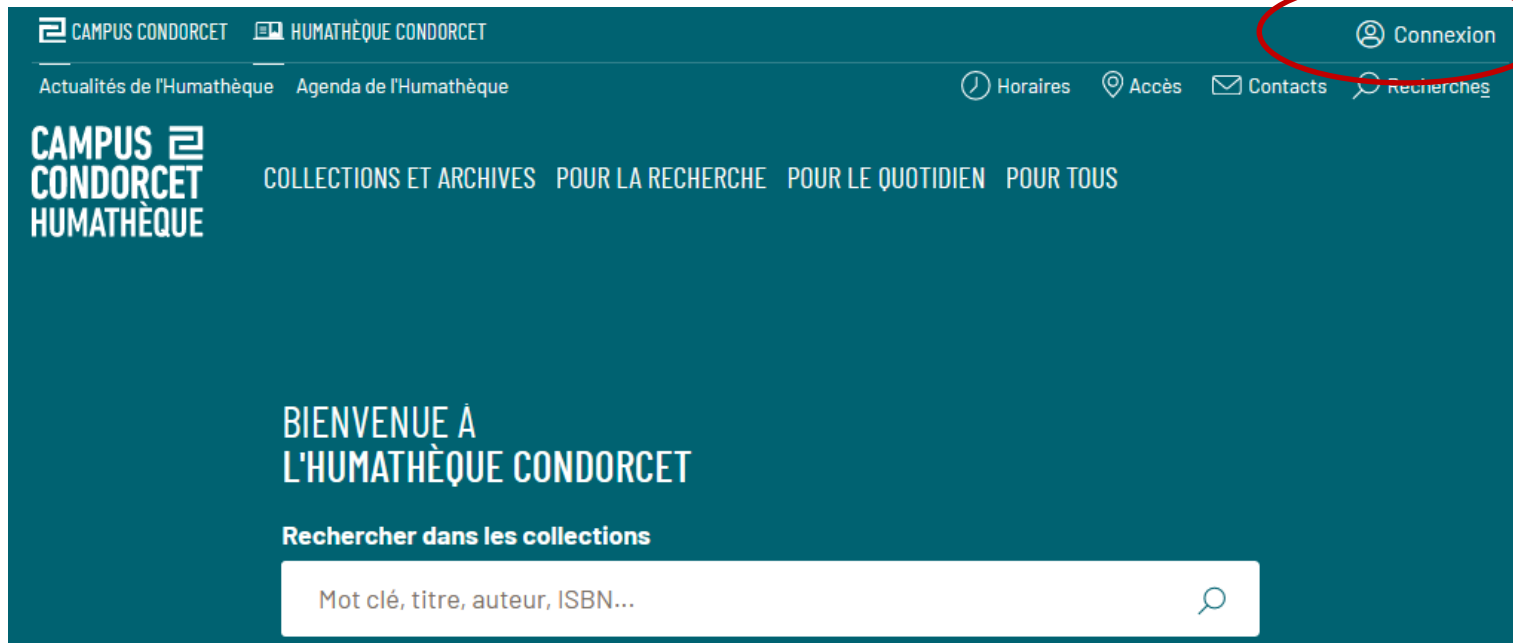 CAMPUS CONDORCET HUMATHÈQUE CONDORCET Connexion
Actualités de l'Humathèque Agenda de l'Humathèque Horaires Accès Contacts Recherches
CAMPUS
CONDORCET
HUMATHÈQUE
COLLECTIONS ET ARCHIVES POUR LA RECHERCHE POUR LE QUOTIDIEN POUR TOUS
BIENVENUE À
L'HUMATHÈQUE CONDORCET
Rechercher dans les collections
Mot clé, titre, auteur, ISBN...